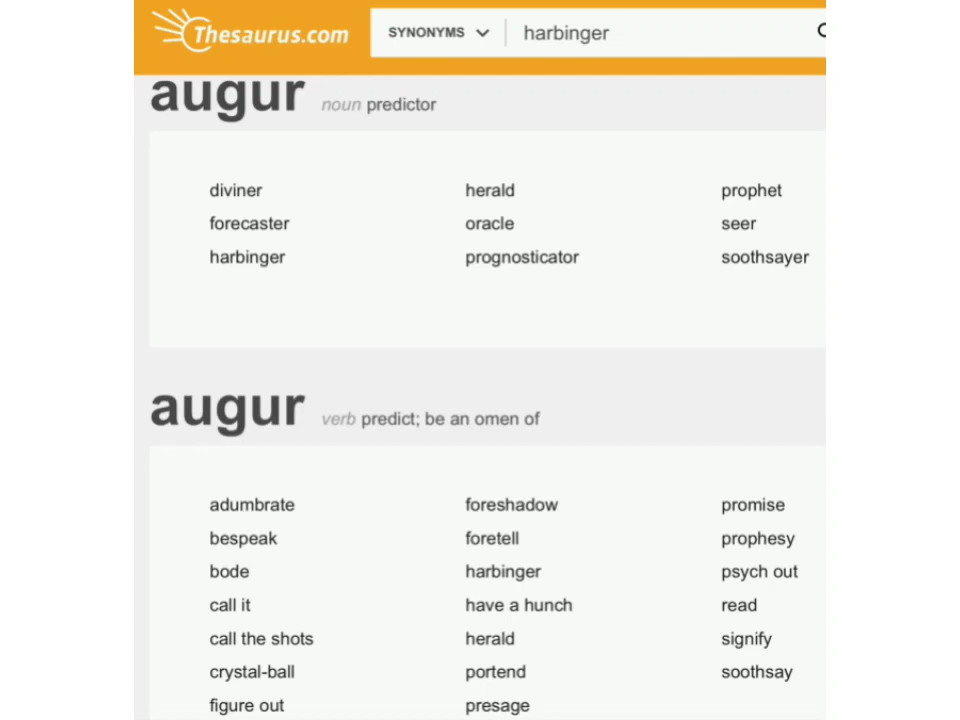 Thesaurus.com SYNONYMS harbinger
augur noun predictor
diviner herald prophet
forecaster oracle seer
harbinger prognosticator soothsayer
augur verb predict; be an omen of
adumbrate foreshadow promise
bespeak foretell prophesy
bode harbinger psych out
call it have a hunch read
call the shots herald signify
crystal-ball portend soothsay
figure out presage